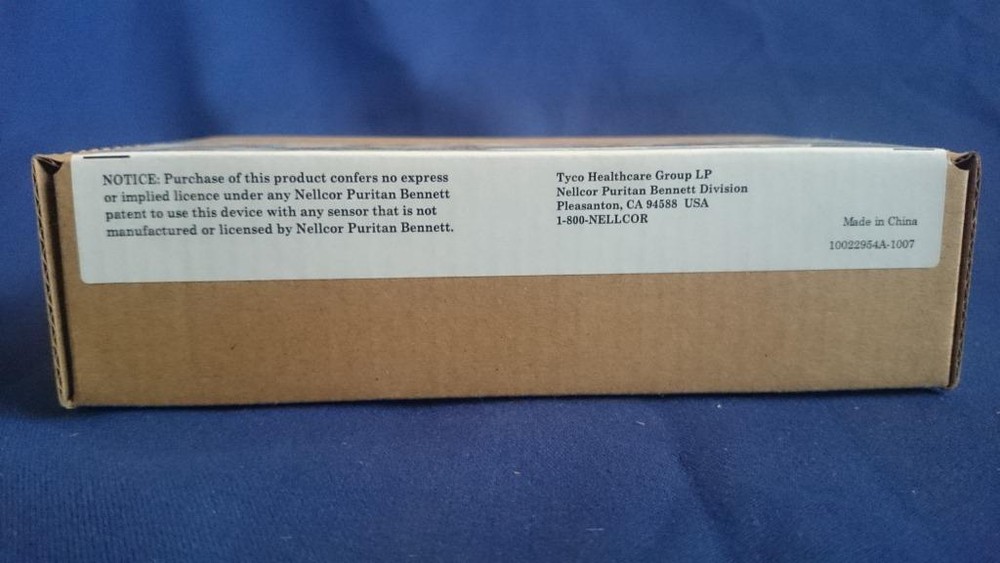 NOTICE: Purchase of this product confers no express
or implied licence under any Nellcor Puritan Bennett
patent to use this device with any sensor that is not
manufactured or licensed by Nellcor Puritan Bennett.
Tyco Healthcare Group LP
Nellcor Puritan Bennett Division
Pleasanton, CA 94588 USA
1-800-NELLCOR
Made in China
10022954A-1007